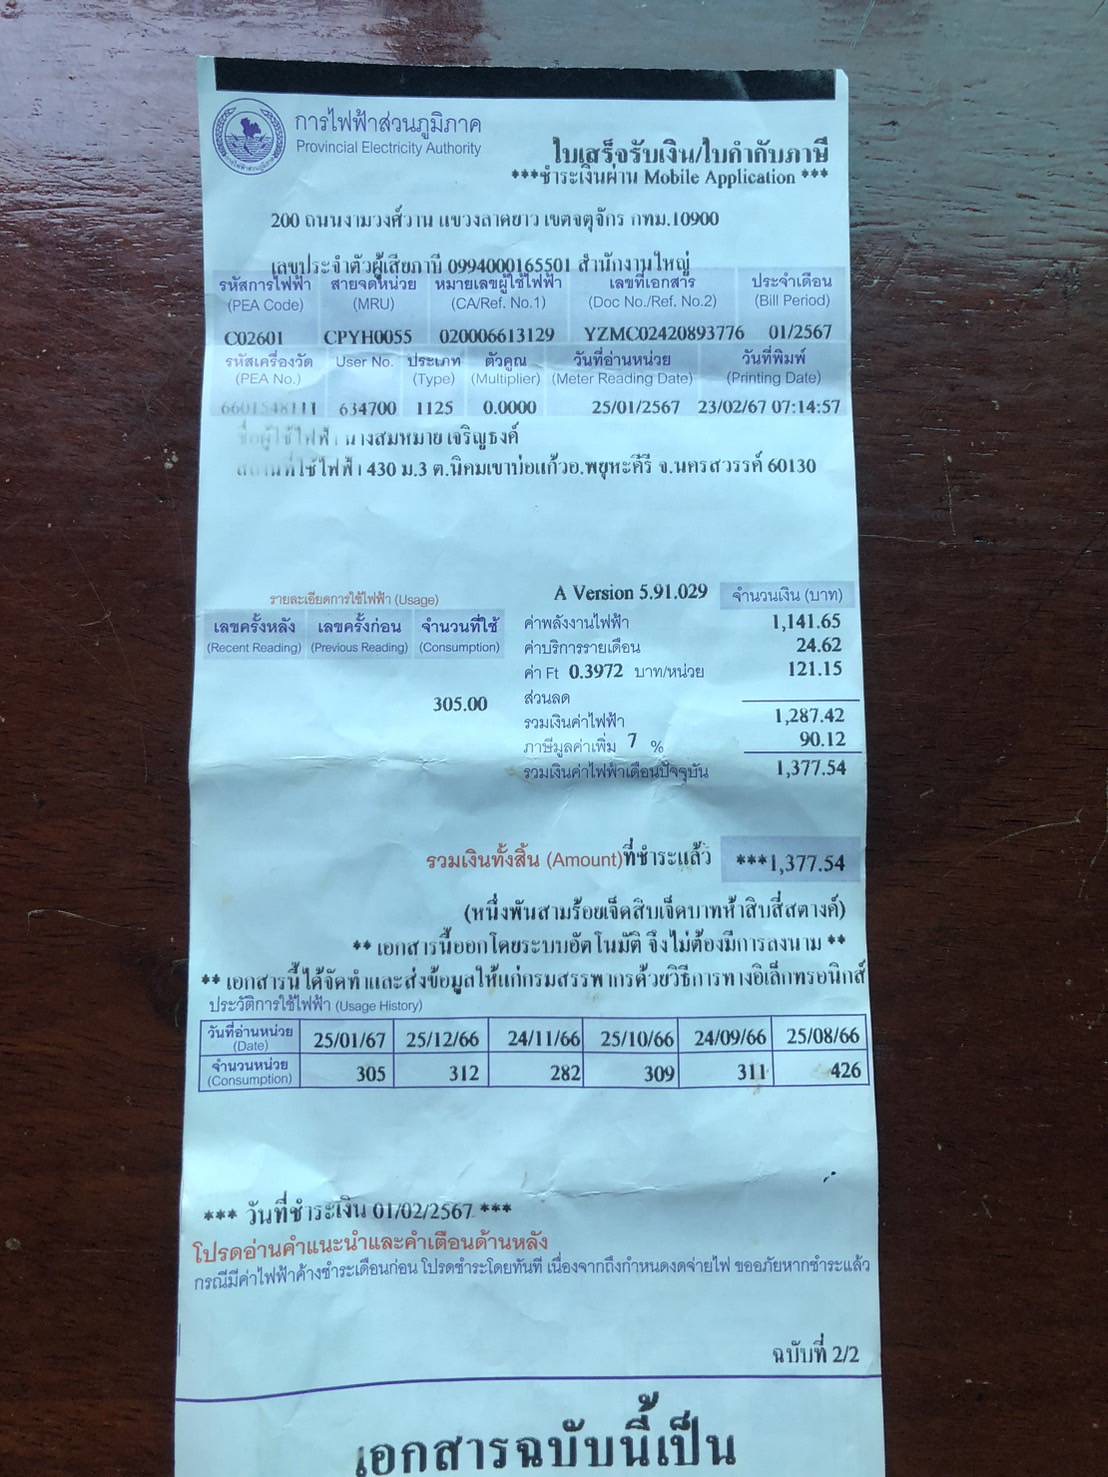 การไฟฟ้าส่วนภูมิภาค
Provincial Electricity Authority
ใบเสร็จรับเงิน/ใบกำกับภาษี
***ชำระเงินผ่าน Mobile Application ***
200 ถนนงามวงศ์วาน แขวงลาดยาว เขตจตุจักร กทม.10900
เลขประจำตัวผู้เสียภาษี 0994000165501 สำนักงานใหญ่
รหัสการไฟฟ้า สายจดหน่วย หมายเลขผู้ใช้ไฟฟ้า เลขที่เอกสาร ประจำเดือน
(PEA Code) (MRU) (CA/Ref. No.1) (Doc No./Ref. No.2) (Bill Period)
C02601 CPYH0055 020006613129 YZMC02420893776 01/2567
รหัสเครื่องวัด User No. ประเภท ตัวคูณ วันที่อ่านหน่วย วันที่พิมพ์
(PEA No.) (Type) (Multiplier) (Meter Reading Date) (Printing Date)
6601548111 634700 1125 0.0000 25/01/2567 23/02/67 07:14:57
ชื่อผู้ใช้ไฟฟ้า นางสมหมาย เจริญธงค์
สถานที่ใช้ไฟฟ้า 430 ม.3 ต.นิคมเขาบ่อแก้วอ.พยุหะคีรี จ.นครสวรรค์ 60130
รายละเอียดการใช้ไฟฟ้า (Usage) A Version 5.91.029 จำนวนเงิน (บาท)
เลขครั้งหลัง เลขครั้งก่อน จำนวนที่ใช้
(Recent Reading) (Previous Reading) (Consumption)
305.00
ค่าพลังงานไฟฟ้า 1,141.65
ค่าบริการรายเดือน 24.62
ค่า Ft 0.3972 บาท/หน่วย 121.15
ส่วนลด
รวมเงินค่าไฟฟ้า 1,287.42
ภาษีมูลค่าเพิ่ม 7 % 90.12
รวมเงินค่าไฟฟ้าเดือนปัจจุบัน 1,377.54
รวมเงินทั้งสิ้น (Amount)ที่ชำระแล้ว ***1,377.54
(หนึ่งพันสามร้อยเจ็ดสิบเจ็ดบาทห้าสิบสี่สตางค์)
** เอกสารนี้ออกโดยระบบอัตโนมัติ จึงไม่ต้องมีการลงนาม **
** เอกสารนี้ได้จัดทำและส่งข้อมูลให้แก่กรมสรรพากรด้วยวิธีการทางอิเล็กทรอนิกส์
ประวัติการใช้ไฟฟ้า (Usage History)
วันที่อ่านหน่วย (Date) 25/01/67 25/12/66 24/11/66 25/10/66 24/09/66 25/08/66
จำนวนหน่วย (Consumption) 305 312 282 309 311 426
*** วันที่ชำระเงิน 01/02/2567 ***
โปรดอ่านคำแนะนำและคำเตือนด้านหลัง
กรณีมีค่าไฟฟ้าค้างชำระเดือนก่อน โปรดชำระโดยทันที เนื่องจากถึงกำหนดงดจ่ายไฟ ขออภัยหากชำระแล้ว
ฉบับที่ 2/2
เอกสารฉบับนี้เป็น